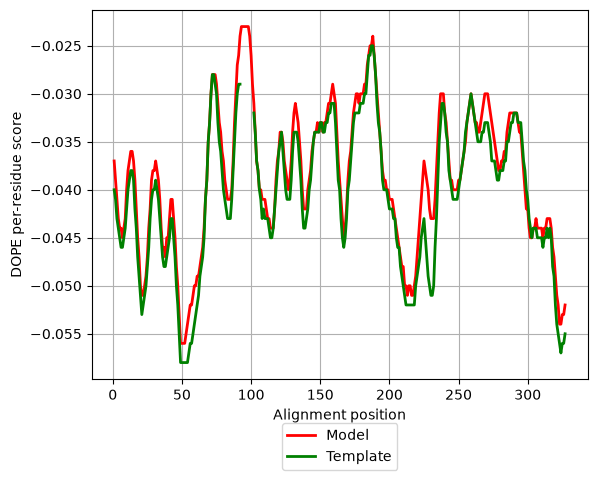 −0.025
−0.030
−0.035
−0.040
−0.045
−0.050
−0.055
DOPE per-residue score
0 50 100 150 200 250 300
Alignment position
Model
Template